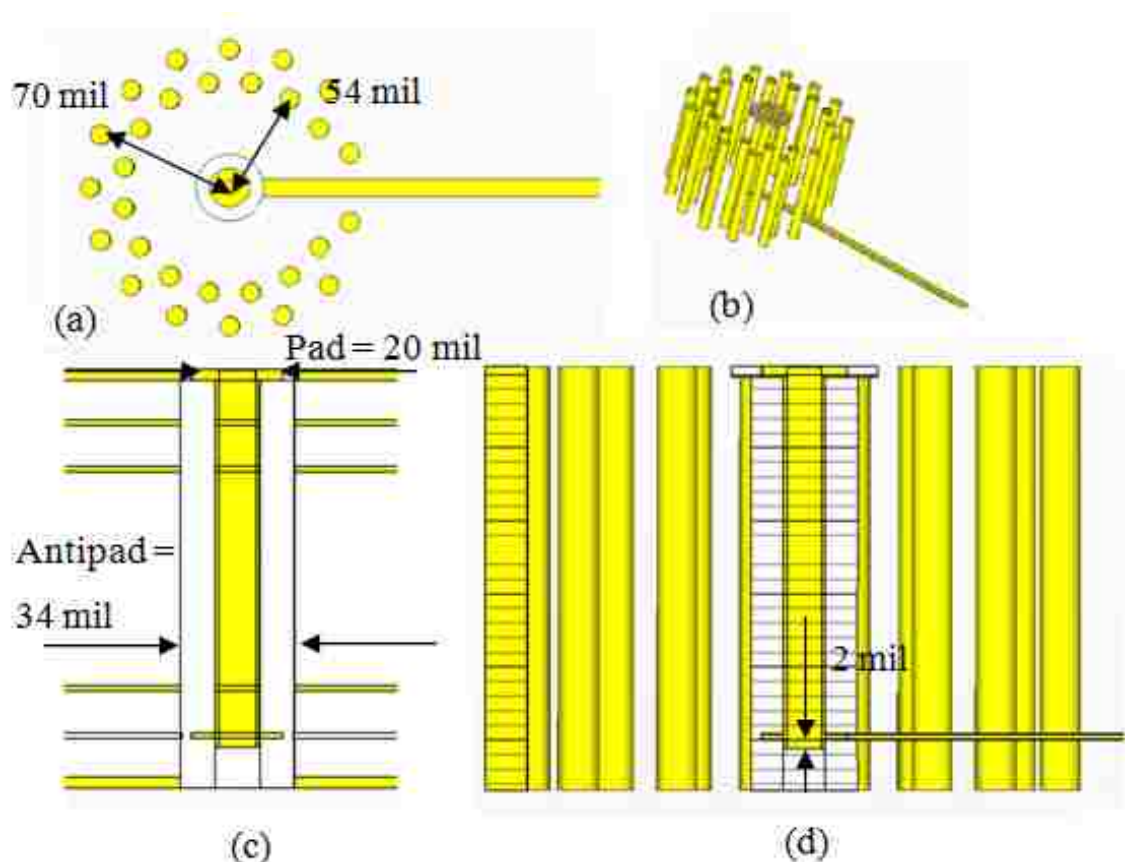 70 mil
54 mil
(a)
(b)
Pad = 20 mil
Antipad =
34 mil
2 mil
(c)
(d)